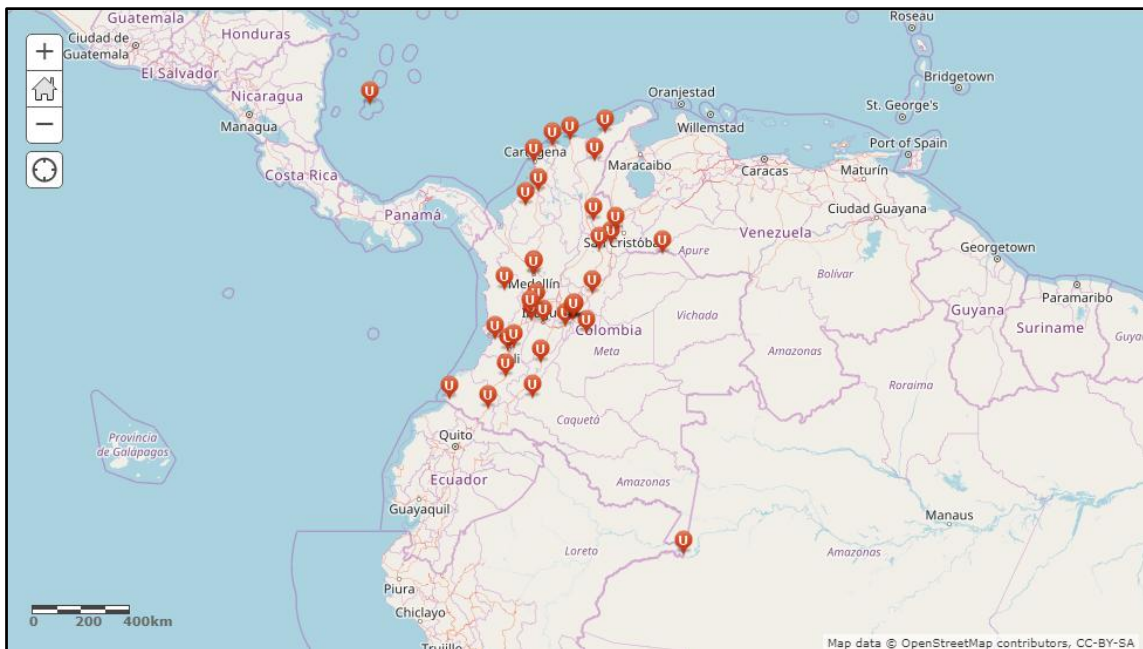 Roseau
Guatemala
Honduras
Ciudad de
Guatemala
El Salvador
Bridgetown
Oranjestad
Nicaragua
St. George's
Willemstad
Managua
Port of Spain
Maracaibo
Caracas
Maturín
Costa Rica
Panamá
Ciudad Guayana
Venezuela
Apure
Georgetown
Bolívar
Medellín
Paramaribo
Vichada
Guyana
Colombia
Suriname
Meta
Amazonas
Roraima
Caquetá
Provincia
de Galápagos
Quito
Ecuador
Amazonas
Guayaquil
Manaus
Loreto
Amazonas
Piura
Chiclayo
Trujillo
0 200 400km
Map data © OpenStreetMap contributors, CC-BY-SA
U